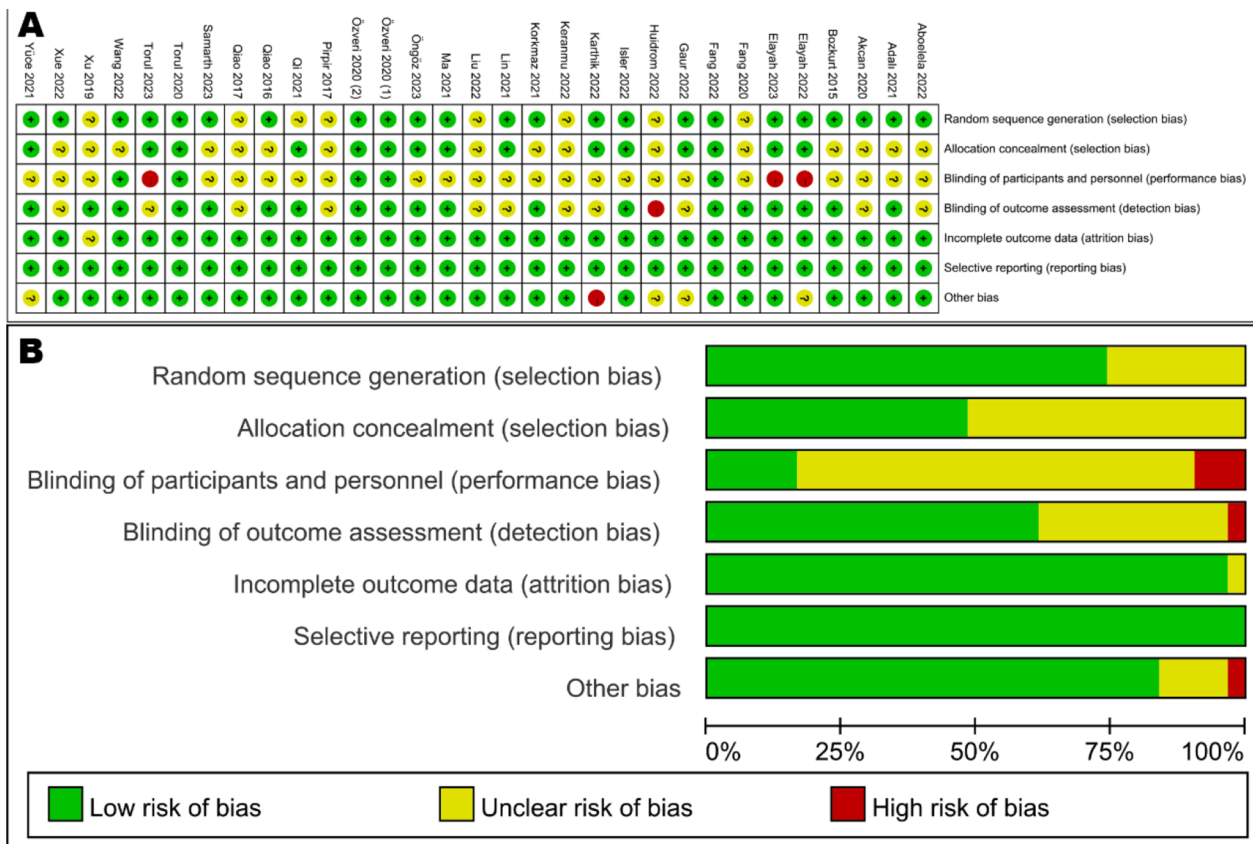 A
Yüce 2021
Xue 2022
Xu 2019
Wang 2022
Torul 2023
Torul 2020
Samarth 2023
Qiao 2017
Qiao 2016
Qi 2021
Pirpir 2017
Özveri 2020 (2)
Özveri 2020 (1)
Öngöz 2023
Ma 2021
Liu 2022
Lin 2021
Korkmaz 2021
Keranmu 2022
Karthik 2022
Isler 2022
Huidrom 2022
Gaur 2022
Fang 2022
Fang 2020
Elayah 2023
Elayah 2022
Bozkurt 2015
Akcan 2020
Adalı 2021
Aboelela 2022
Random sequence generation (selection bias)
Allocation concealment (selection bias)
Blinding of participants and personnel (performance bias)
Blinding of outcome assessment (detection bias)
Incomplete outcome data (attrition bias)
Selective reporting (reporting bias)
Other bias
B
Random sequence generation (selection bias)
Allocation concealment (selection bias)
Blinding of participants and personnel (performance bias)
Blinding of outcome assessment (detection bias)
Incomplete outcome data (attrition bias)
Selective reporting (reporting bias)
Other bias
0% 25% 50% 75% 100%
Low risk of bias Unclear risk of bias High risk of bias